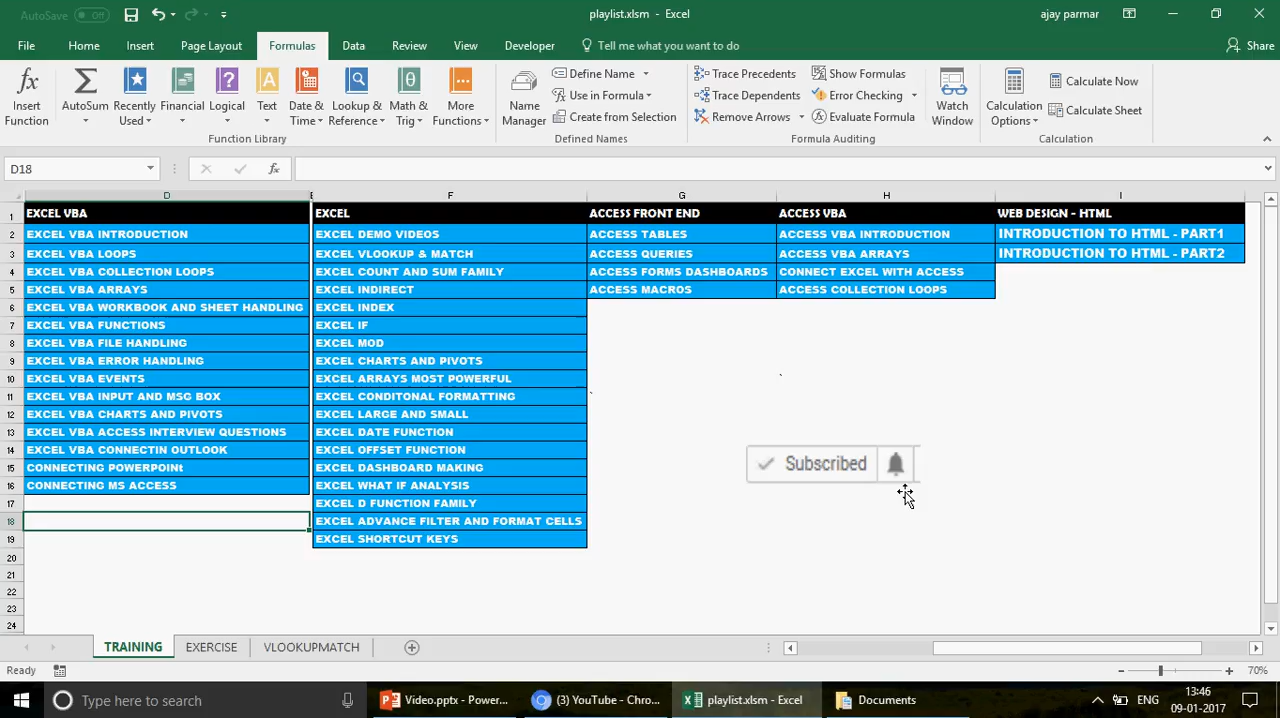 AutoSave Off
playlist.xlsm - Excel
ajay parmar
File Home Insert Page Layout Formulas Data Review View Developer Tell me what you want to do Share
Insert Function
AutoSum
Recently Used
Financial
Logical
Text
Date & Time
Lookup & Reference
Math & Trig
More Functions
Function Library
Name Manager
Define Name
Use in Formula
Create from Selection
Defined Names
Trace Precedents
Trace Dependents
Remove Arrows
Show Formulas
Error Checking
Evaluate Formula
Formula Auditing
Watch Window
Calculation Options
Calculate Now
Calculate Sheet
Calculation
D18 fx
D E F G H I
1 EXCEL VBA EXCEL ACCESS FRONT END ACCESS VBA WEB DESIGN - HTML
2 EXCEL VBA INTRODUCTION EXCEL DEMO VIDEOS ACCESS TABLES ACCESS VBA INTRODUCTION INTRODUCTION TO HTML - PART1
3 EXCEL VBA LOOPS EXCEL VLOOKUP & MATCH ACCESS QUERIES ACCESS VBA ARRAYS INTRODUCTION TO HTML - PART2
4 EXCEL VBA COLLECTION LOOPS EXCEL COUNT AND SUM FAMILY ACCESS FORMS DASHBOARDS CONNECT EXCEL WITH ACCESS
5 EXCEL VBA ARRAYS EXCEL INDIRECT ACCESS MACROS ACCESS COLLECTION LOOPS
6 EXCEL VBA WORKBOOK AND SHEET HANDLING EXCEL INDEX
7 EXCEL VBA FUNCTIONS EXCEL IF
8 EXCEL VBA FILE HANDLING EXCEL MOD
9 EXCEL VBA ERROR HANDLING EXCEL CHARTS AND PIVOTS
10 EXCEL VBA EVENTS EXCEL ARRAYS MOST POWERFUL `
11 EXCEL VBA INPUT AND MSG BOX EXCEL CONDITONAL FORMATTING `
12 EXCEL VBA CHARTS AND PIVOTS EXCEL LARGE AND SMALL
13 EXCEL VBA ACCESS INTERVIEW QUESTIONS EXCEL DATE FUNCTION
14 EXCEL VBA CONNECTIN OUTLOOK EXCEL OFFSET FUNCTION
15 CONNECTING POWERPOINt EXCEL DASHBOARD MAKING
16 CONNECTING MS ACCESS EXCEL WHAT IF ANALYSIS
17 EXCEL D FUNCTION FAMILY
18 EXCEL ADVANCE FILTER AND FORMAT CELLS
19 EXCEL SHORTCUT KEYS
20
21
22
23
24
Subscribed
TRAINING EXERCISE VLOOKUPMATCH
Ready 70%
Type here to search
Video.pptx - Power...
(3) YouTube - Chro...
playlist.xlsm - Excel
Documents
ENG
13:46
09-01-2017